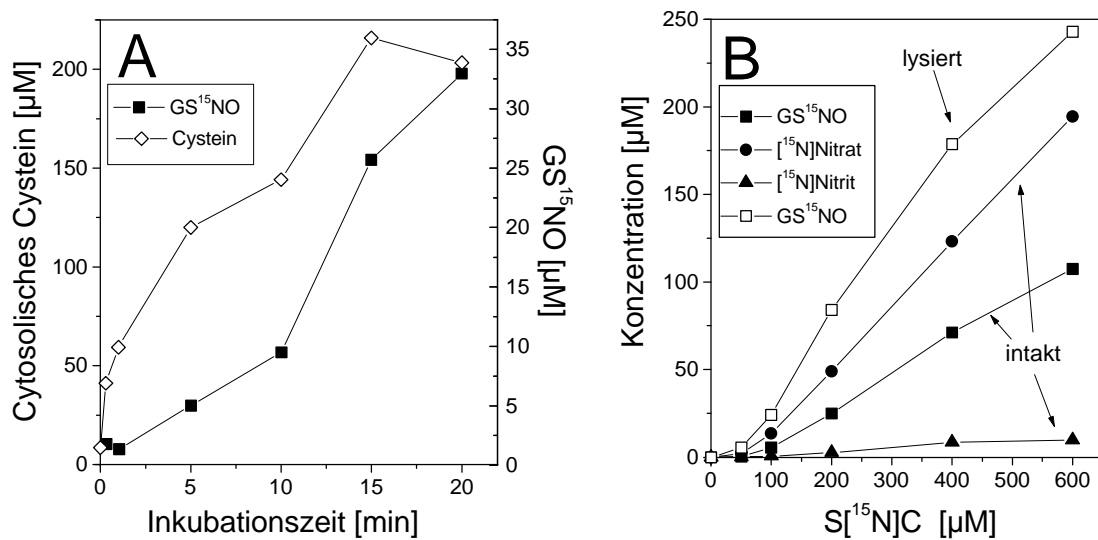 A
Cytosolisches Cystein [µM]
200
150
100
50
0
GS¹⁵NO
Cystein
35
30
25
20
15
10
5
0
GS¹⁵NO [µM]
0 5 10 15 20
Inkubationszeit [min]
B
Konzentration [µM]
250
200
150
100
50
0
GS¹⁵NO
[¹⁵N]Nitrat
[¹⁵N]Nitrit
GS¹⁵NO
lysiert
intakt
0 100 200 300 400 500 600
S[¹⁵N]C [µM]